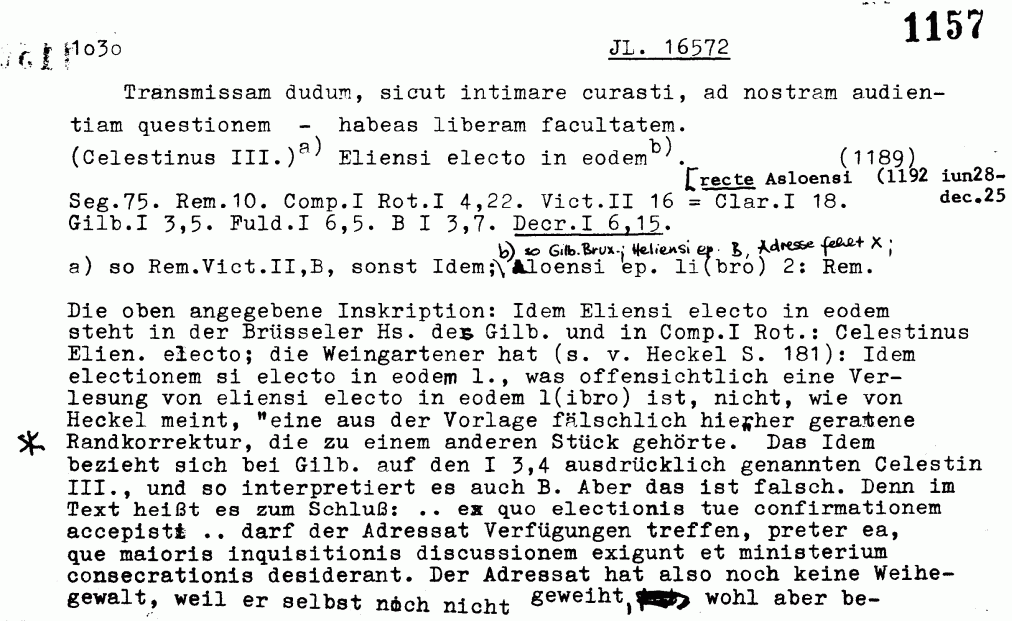 1157
1o3o JL. 16572
Transmissam dudum, sicut intimare curasti, ad nostram audien-
tiam questionem - habeas liberam facultatem.
(Celestinus III.)a) Eliensi electo in eodem b). (1189)
[recte Asloensi (1192 iun28-
dec.25
Seg.75. Rem.10. Comp.I Rot.I 4,22. Vict.II 16 = Clar.I 18.
Gilb.I 3,5. Fuld.I 6,5. B I 3,7. Decr.I 6,15.
b) so Gilb.Brux.; Heliensi ep. B, Adresse fehlt X;
a) so Rem.Vict.II,B, sonst Idem;\ Aloensi ep. li(bro) 2: Rem.
Die oben angegebene Inskription: Idem Eliensi electo in eodem
steht in der Brüsseler Hs. des Gilb. und in Comp.I Rot.: Celestinus
Elien. electo; die Weingartener hat (s. v. Heckel S. 181): Idem
electionem si electo in eodem l., was offensichtlich eine Ver-
lesung von eliensi electo in eodem l(ibro) ist, nicht, wie von
Heckel meint, "eine aus der Vorlage fälschlich hierher geratene
* Randkorrektur, die zu einem anderen Stück gehörte. Das Idem
bezieht sich bei Gilb. auf den I 3,4 ausdrücklich genannten Celestin
III., und so interpretiert es auch B. Aber das ist falsch. Denn im
Text heißt es zum Schluß: .. ex quo electionis tue confirmationem
accepisti .. darf der Adressat Verfügungen treffen, preter ea,
que maioris inquisitionis discussionem exigunt et ministerium
consecrationis desiderant. Der Adressat hat also noch keine Weihe-
gewalt, weil er selbst noch nicht geweiht, wohl aber be-